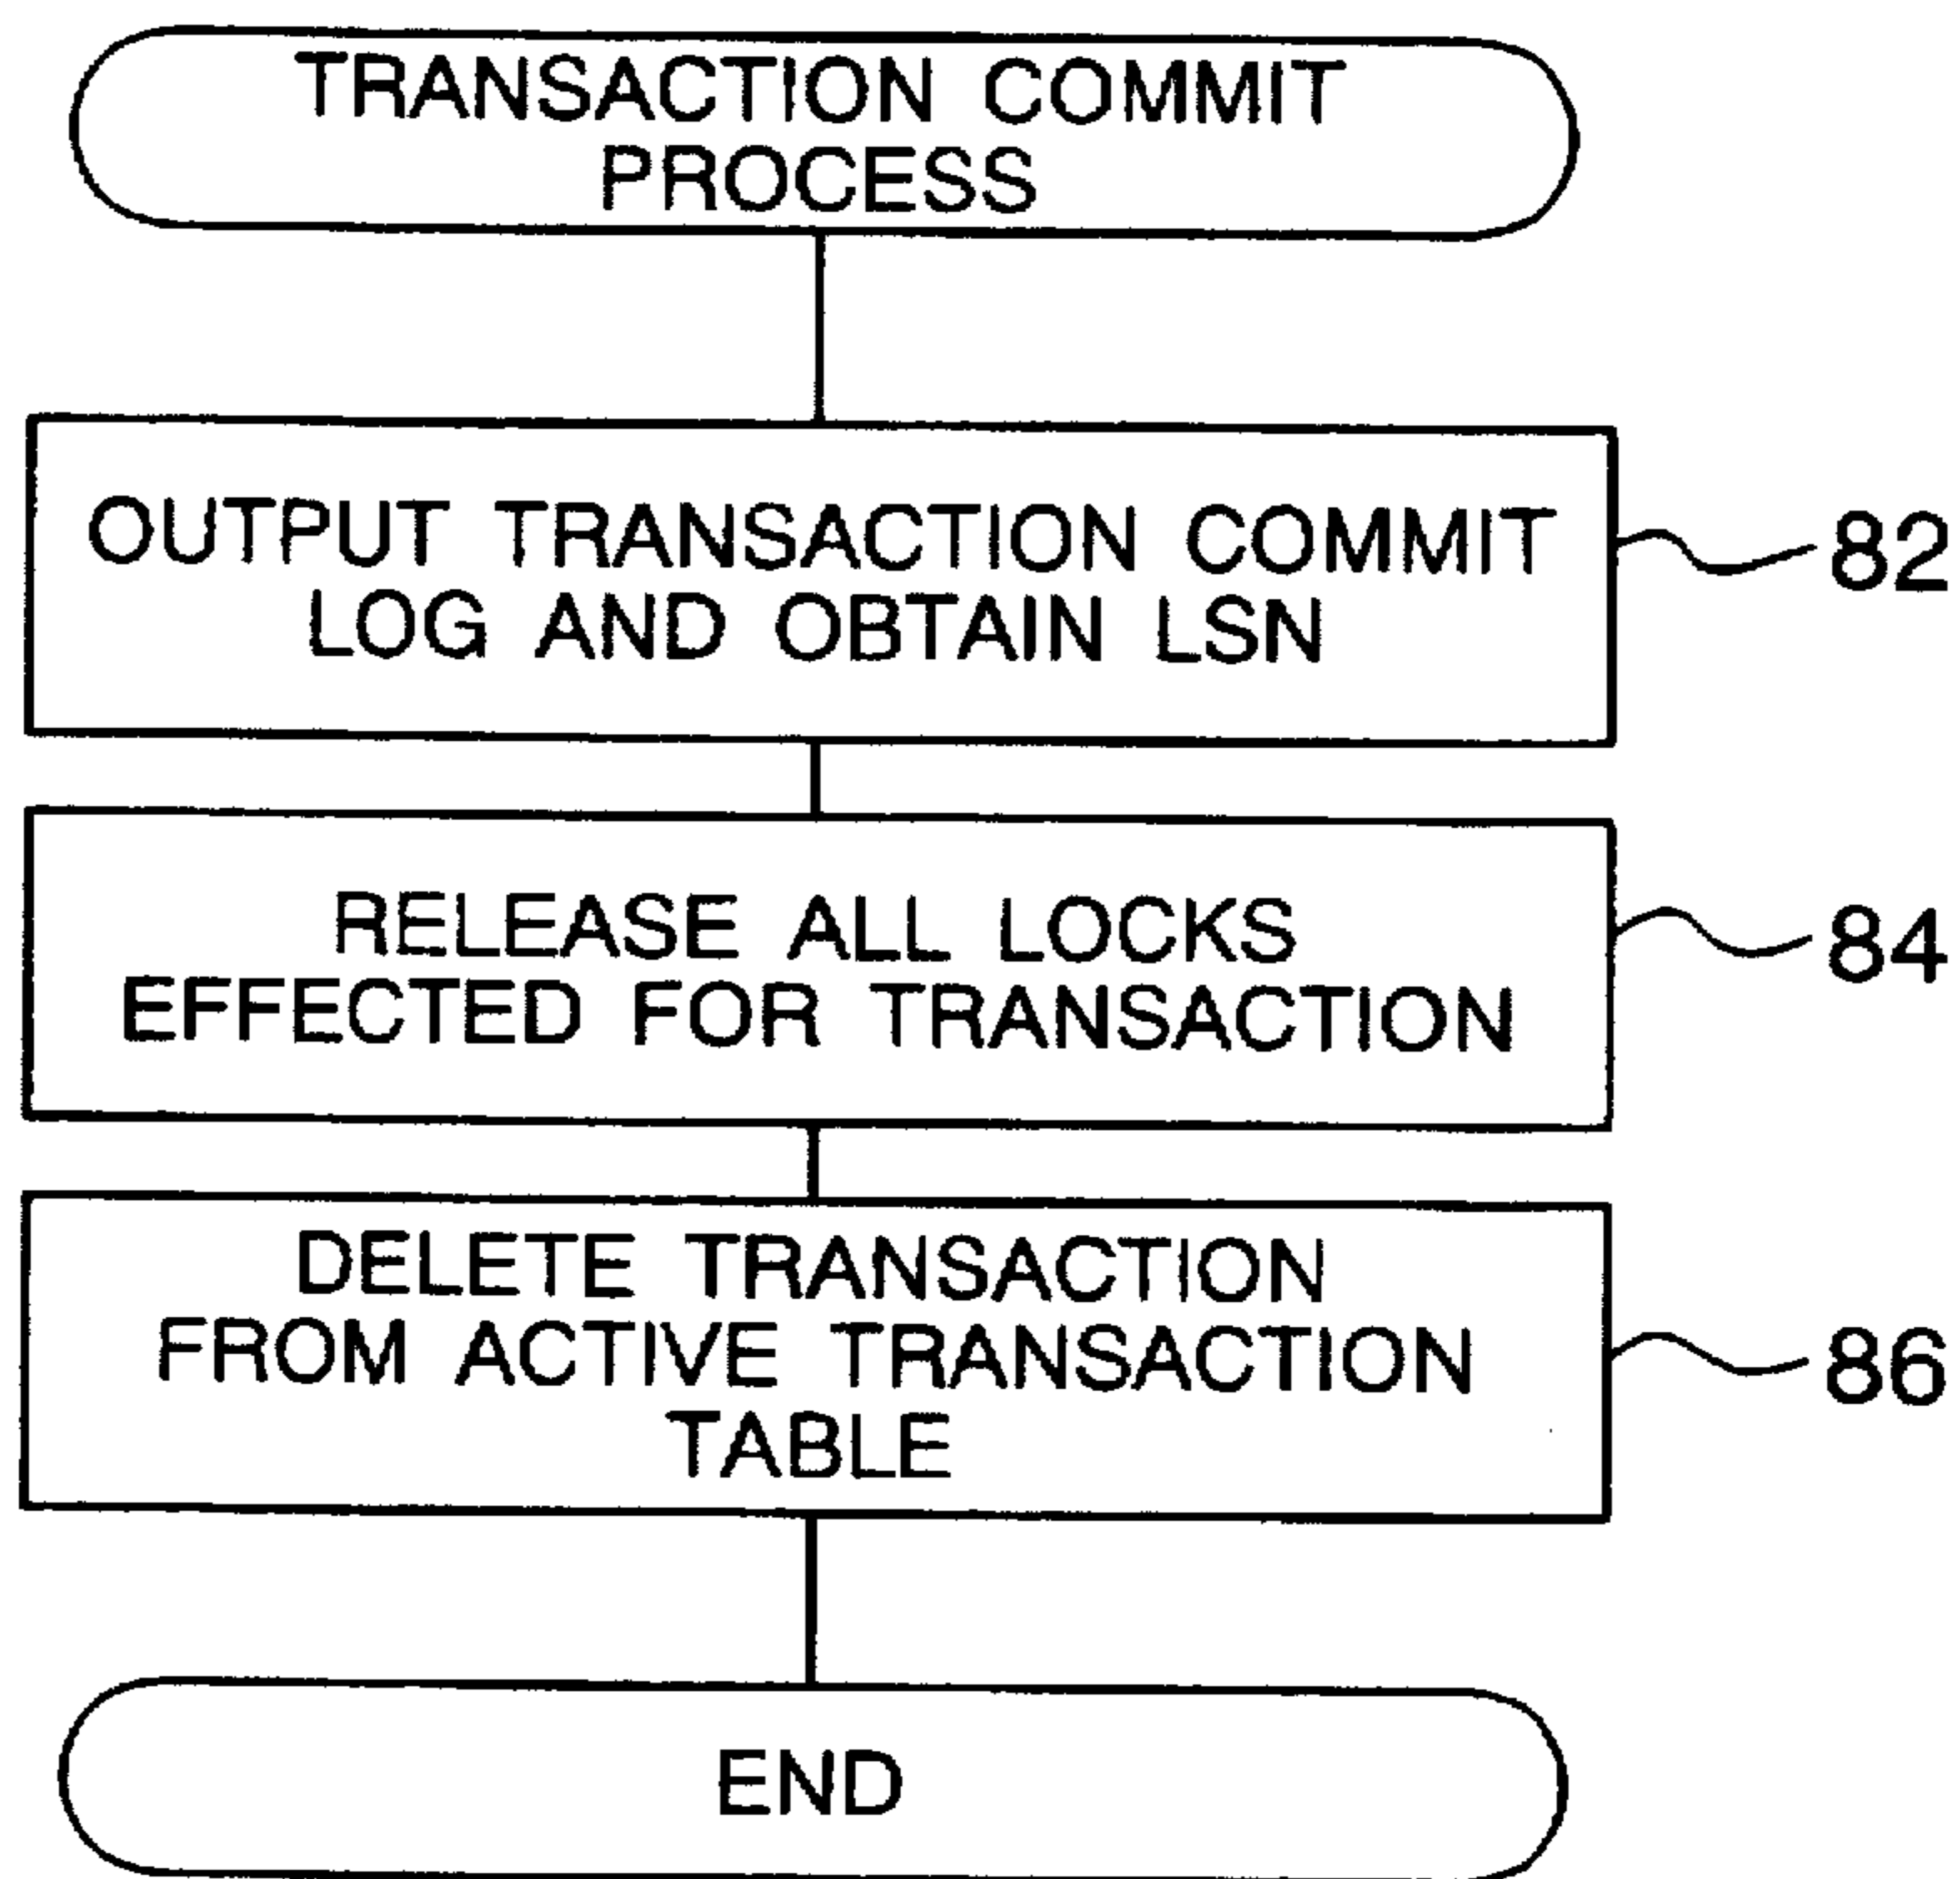 TRANSACTION COMMIT
PROCESS
OUTPUT TRANSACTION COMMIT
LOG AND OBTAIN LSN
82
RELEASE ALL LOCKS
EFFECTED FOR TRANSACTION
84
DELETE TRANSACTION
FROM ACTIVE TRANSACTION
TABLE
86
END